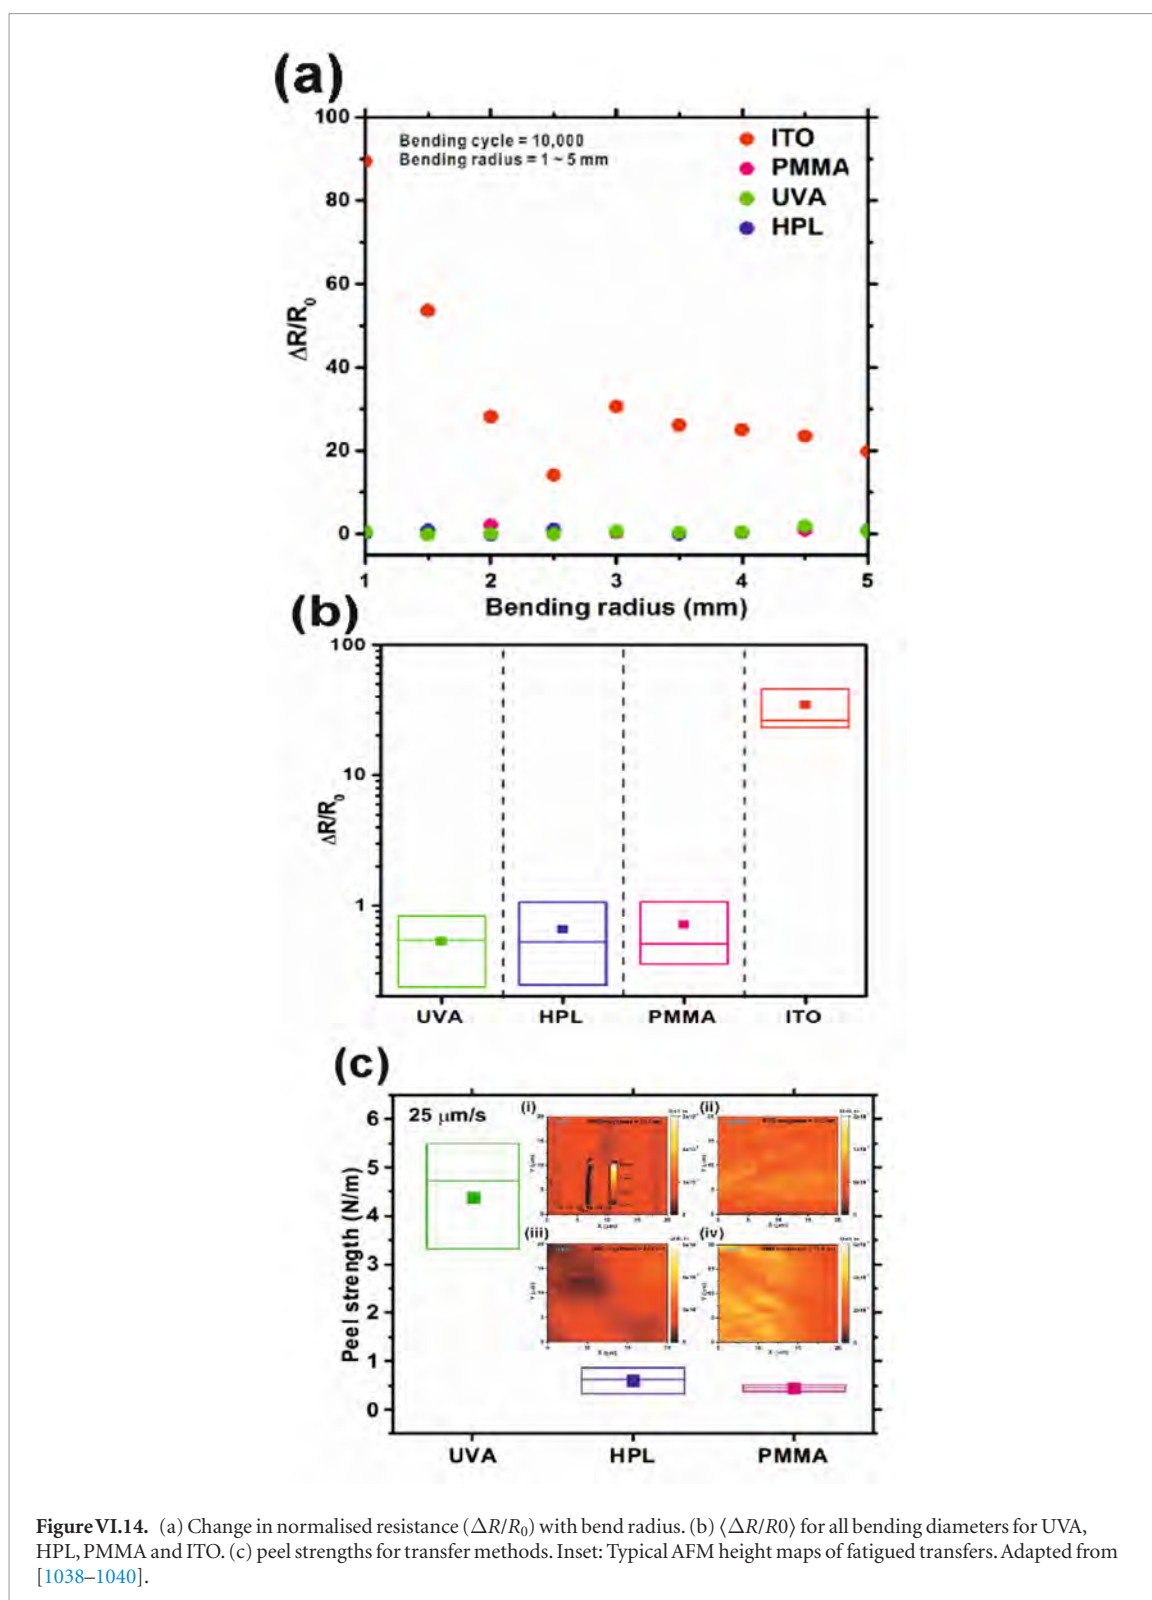 (a)
100
80
60
40
20
0
ΔR/R0
Bending cycle = 10,000
Bending radius = 1 ~ 5 mm
ITO
PMMA
UVA
HPL
1 2 3 4 5
Bending radius (mm)
(b)
100
10
1
ΔR/R0
UVA HPL PMMA ITO
(c)
6
5
4
3
2
1
0
Peel strength (N/m)
25 μm/s
(i) (ii)
(iii) (iv)
UVA HPL PMMA
Figure VI.14. (a) Change in normalised resistance (ΔR/R0) with bend radius. (b) ⟨ΔR/R0⟩ for all bending diameters for UVA,
HPL, PMMA and ITO. (c) peel strengths for transfer methods. Inset: Typical AFM height maps of fatigued transfers. Adapted from
[1038–1040].